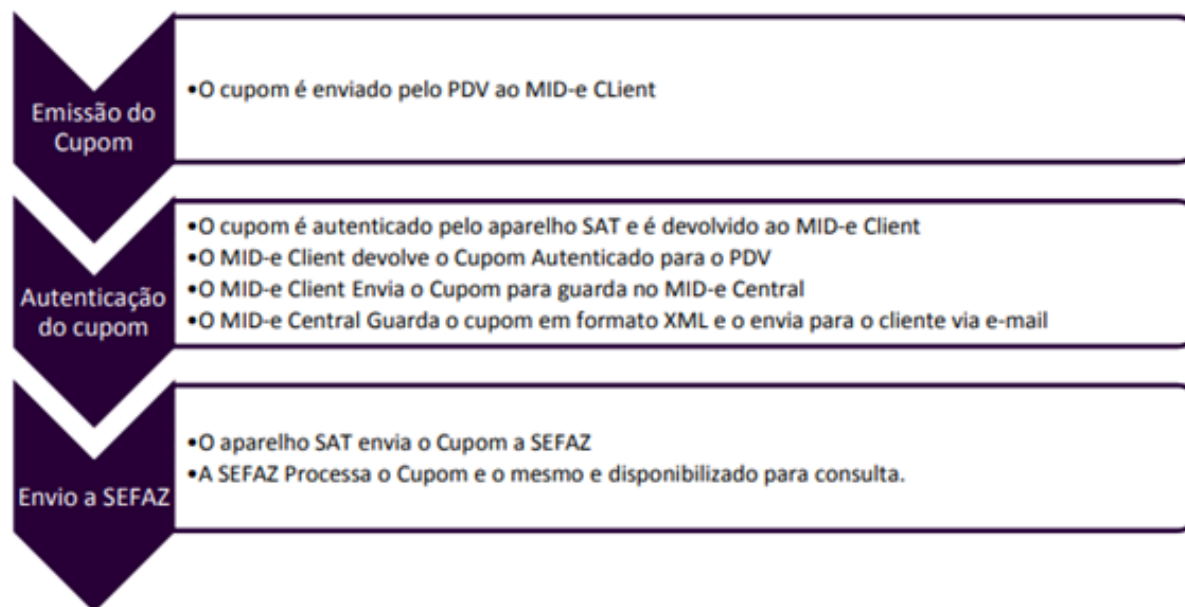 Emissão do
Cupom
•O cupom é enviado pelo PDV ao MID-e CLient
Autenticação
do cupom
•O cupom é autenticado pelo aparelho SAT e é devolvido ao MID-e Client
•O MID-e Client devolve o Cupom Autenticado para o PDV
•O MID-e Client Envia o Cupom para guarda no MID-e Central
•O MID-e Central Guarda o cupom em formato XML e o envia para o cliente via e-mail
Envio a SEFAZ
•O aparelho SAT envia o Cupom a SEFAZ
•A SEFAZ Processa o Cupom e o mesmo e disponibilizado para consulta.